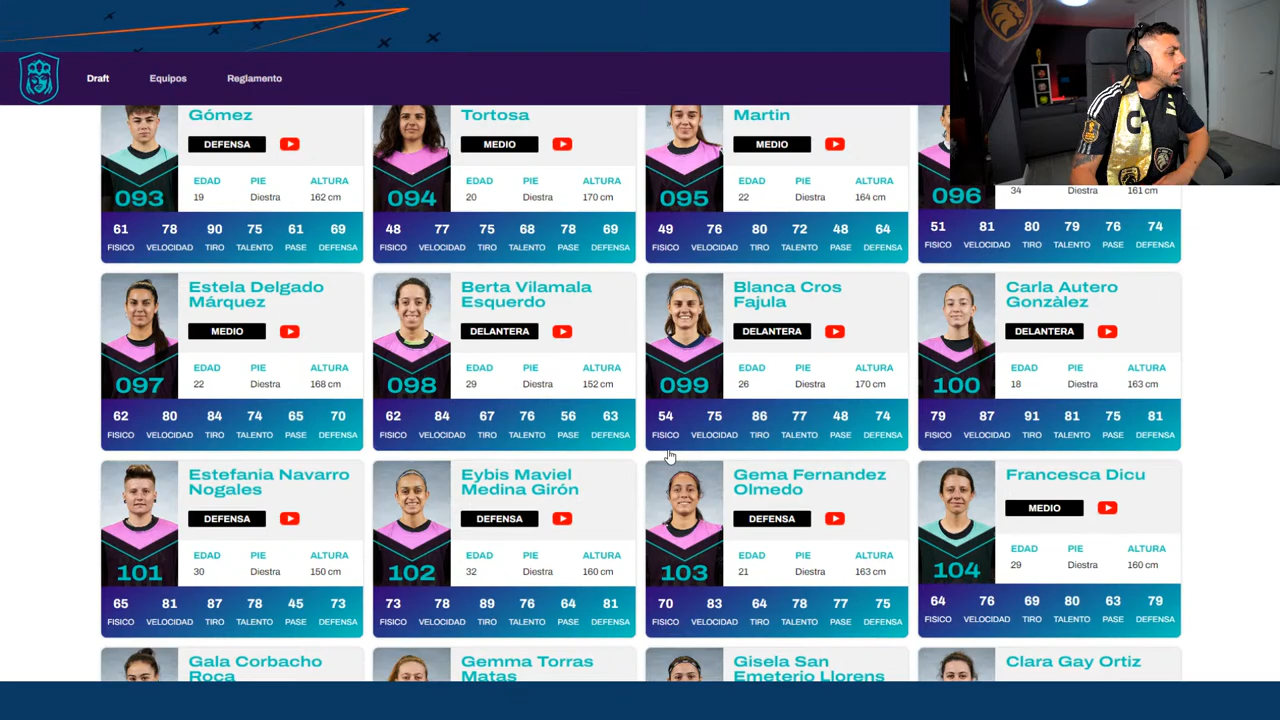 Draft
Equipos
Reglamento
Gómez
DEFENSA
EDAD PIE ALTURA
19 Diestra 162 cm
093
61 78 90 75 61 69
FISICO VELOCIDAD TIRO TALENTO PASE DEFENSA
Tortosa
MEDIO
EDAD PIE ALTURA
20 Diestra 170 cm
094
48 77 75 68 78 69
FISICO VELOCIDAD TIRO TALENTO PASE DEFENSA
Martin
MEDIO
EDAD PIE ALTURA
22 Diestra 164 cm
095
49 76 80 72 48 64
FISICO VELOCIDAD TIRO TALENTO PASE DEFENSA
34 Diestra 161 cm
096
51 81 80 79 76 74
FISICO VELOCIDAD TIRO TALENTO PASE DEFENSA
Estela Delgado
Márquez
MEDIO
EDAD PIE ALTURA
22 Diestra 168 cm
097
62 80 84 74 65 70
FISICO VELOCIDAD TIRO TALENTO PASE DEFENSA
Berta Vilamala
Esquerdo
DELANTERA
EDAD PIE ALTURA
29 Diestra 152 cm
098
62 84 67 76 56 63
FISICO VELOCIDAD TIRO TALENTO PASE DEFENSA
Blanca Cros
Fajula
DELANTERA
EDAD PIE ALTURA
26 Diestra 170 cm
099
54 75 86 77 48 74
FISICO VELOCIDAD TIRO TALENTO PASE DEFENSA
Carla Autero
Gonzàlez
DELANTERA
EDAD PIE ALTURA
18 Diestra 163 cm
100
79 87 91 81 75 81
FISICO VELOCIDAD TIRO TALENTO PASE DEFENSA
Estefania Navarro
Nogales
DEFENSA
EDAD PIE ALTURA
30 Diestra 150 cm
101
65 81 87 78 45 73
FISICO VELOCIDAD TIRO TALENTO PASE DEFENSA
Eybis Maviel
Medina Girón
DEFENSA
EDAD PIE ALTURA
32 Diestra 160 cm
102
73 78 89 76 64 81
FISICO VELOCIDAD TIRO TALENTO PASE DEFENSA
Gema Fernandez
Olmedo
DEFENSA
EDAD PIE ALTURA
21 Diestra 163 cm
103
70 83 64 78 77 75
FISICO VELOCIDAD TIRO TALENTO PASE DEFENSA
Francesca Dicu
MEDIO
EDAD PIE ALTURA
29 Diestra 160 cm
104
64 76 69 80 63 79
FISICO VELOCIDAD TIRO TALENTO PASE DEFENSA
Gala Corbacho
Roca
Gemma Torras
Matas
Gisela San
Emeterio Llorens
Clara Gay Ortiz